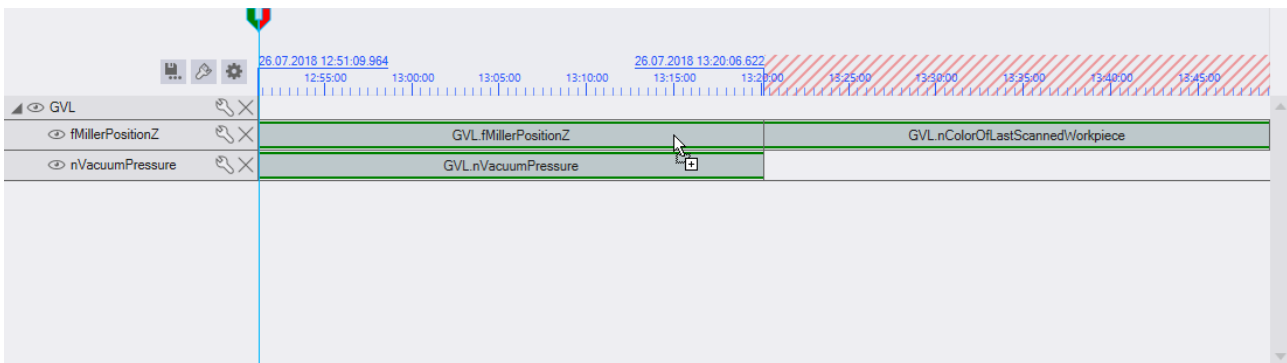 26.07.2018 12:51:09.964 26.07.2018 13:20:06.622
12:55:00 13:00:00 13:05:00 13:10:00 13:15:00 13:20:00 13:25:00 13:30:00 13:35:00 13:40:00 13:45:00
GVL
fMillerPositionZ GVL.fMillerPositionZ GVL.nColorOfLastScannedWorkpiece
nVacuumPressure GVL.nVacuumPressure